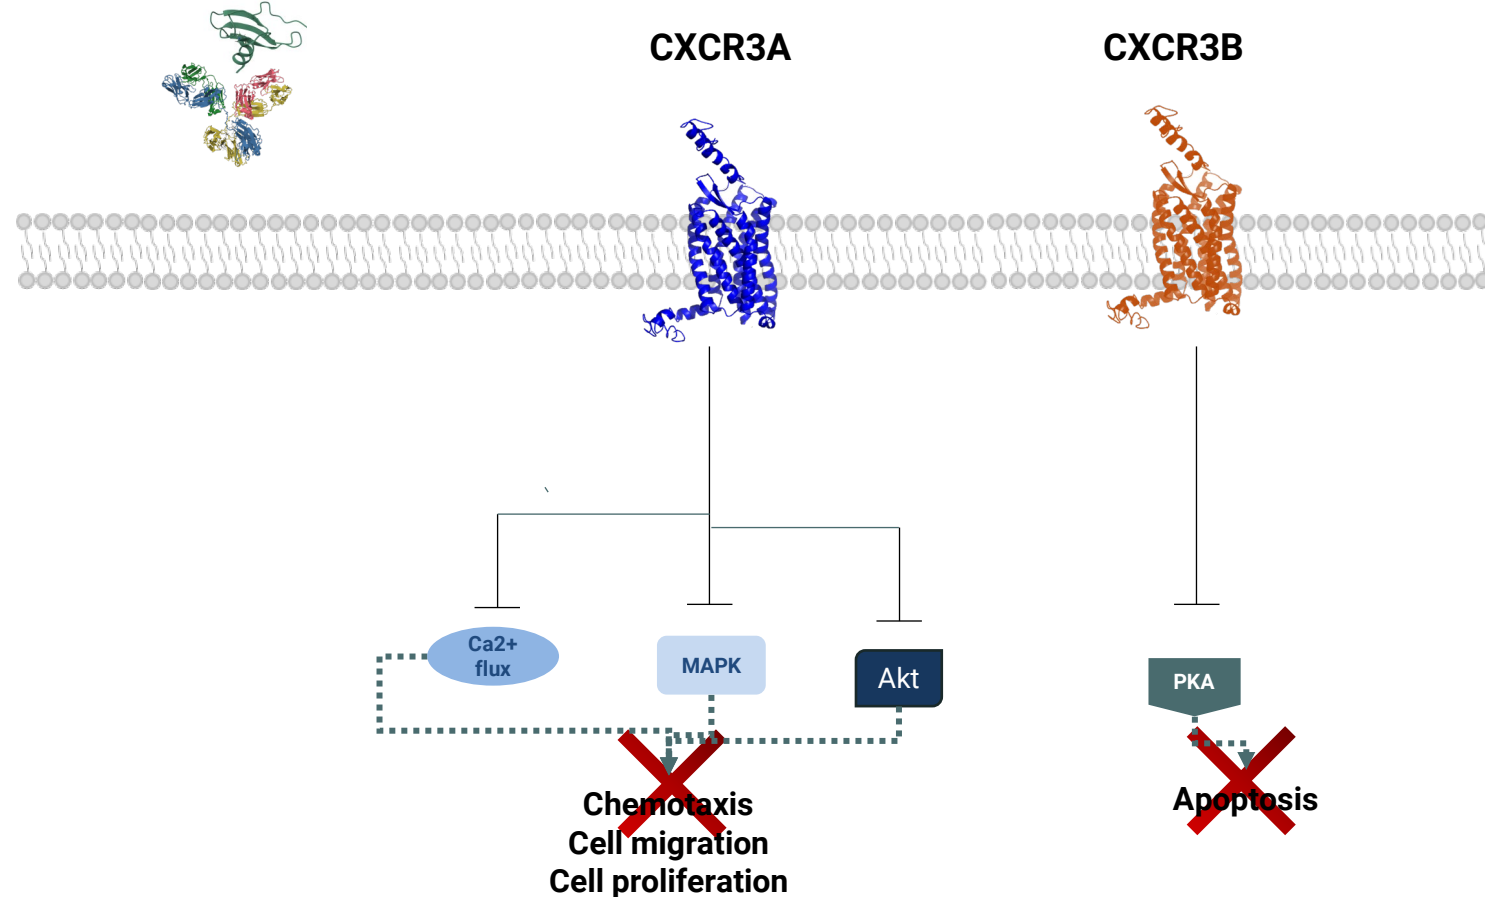 CXCR3A
CXCR3B
Ca2+
flux
MAPK
Akt
PKA
Chemotaxis
Cell migration
Cell proliferation
Apoptosis